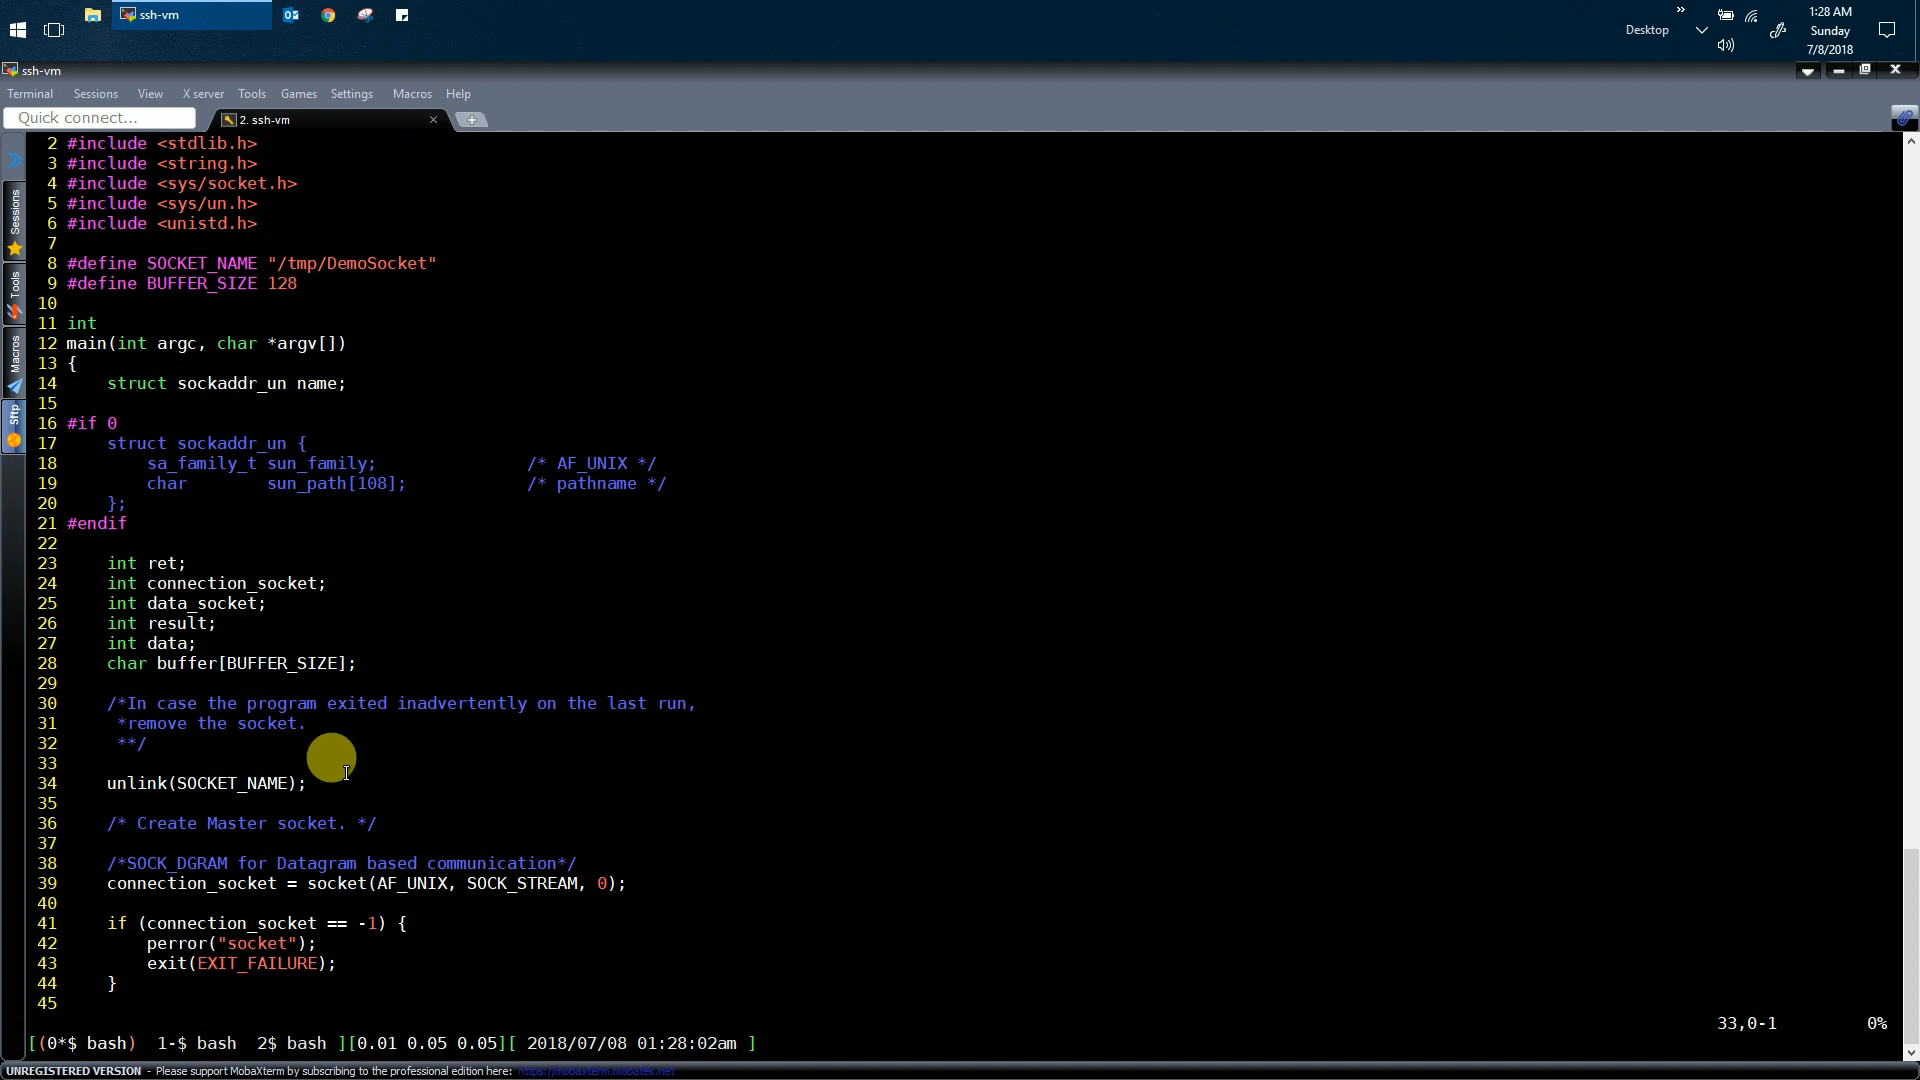 ssh-vm
Desktop
1:28 AM
Sunday
7/8/2018
ssh-vm
Terminal Sessions View X server Tools Games Settings Macros Help
Quick connect...
2. ssh-vm
Sessions
Tools
Macros
Sftp
2 #include <stdlib.h>
3 #include <string.h>
4 #include <sys/socket.h>
5 #include <sys/un.h>
6 #include <unistd.h>
7
8 #define SOCKET_NAME "/tmp/DemoSocket"
9 #define BUFFER_SIZE 128
10
11 int
12 main(int argc, char *argv[])
13 {
14     struct sockaddr_un name;
15
16 #if 0
17     struct sockaddr_un {
18         sa_family_t sun_family;               /* AF_UNIX */
19         char        sun_path[108];            /* pathname */
20     };
21 #endif
22
23     int ret;
24     int connection_socket;
25     int data_socket;
26     int result;
27     int data;
28     char buffer[BUFFER_SIZE];
29
30     /*In case the program exited inadvertently on the last run,
31      *remove the socket.
32      **/
33
34     unlink(SOCKET_NAME);
35
36     /* Create Master socket. */
37
38     /*SOCK_DGRAM for Datagram based communication*/
39     connection_socket = socket(AF_UNIX, SOCK_STREAM, 0);
40
41     if (connection_socket == -1) {
42         perror("socket");
43         exit(EXIT_FAILURE);
44     }
45
33,0-1 0%
[(0*$ bash)  1-$ bash  2$ bash ][0.01 0.05 0.05][ 2018/07/08 01:28:02am ]
UNREGISTERED VERSION - Please support MobaXterm by subscribing to the professional edition here: https://mobaxterm.mobatek.net